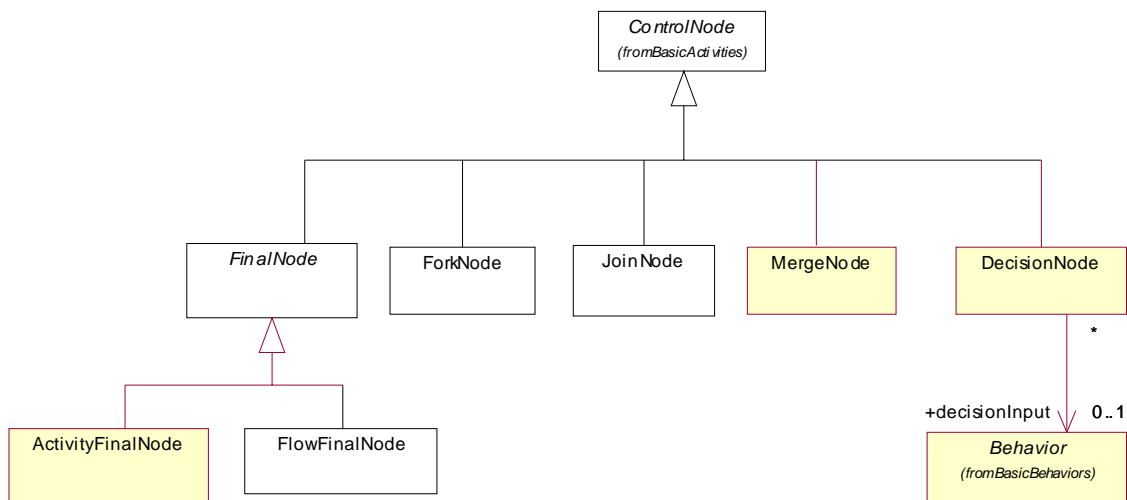 ControlNode
(fromBasicActivities)
FinalNode
ForkNode
JoinNode
MergeNode
DecisionNode
*
+decisionInput
0..1
ActivityFinalNode
FlowFinalNode
Behavior
(fromBasicBehaviors)